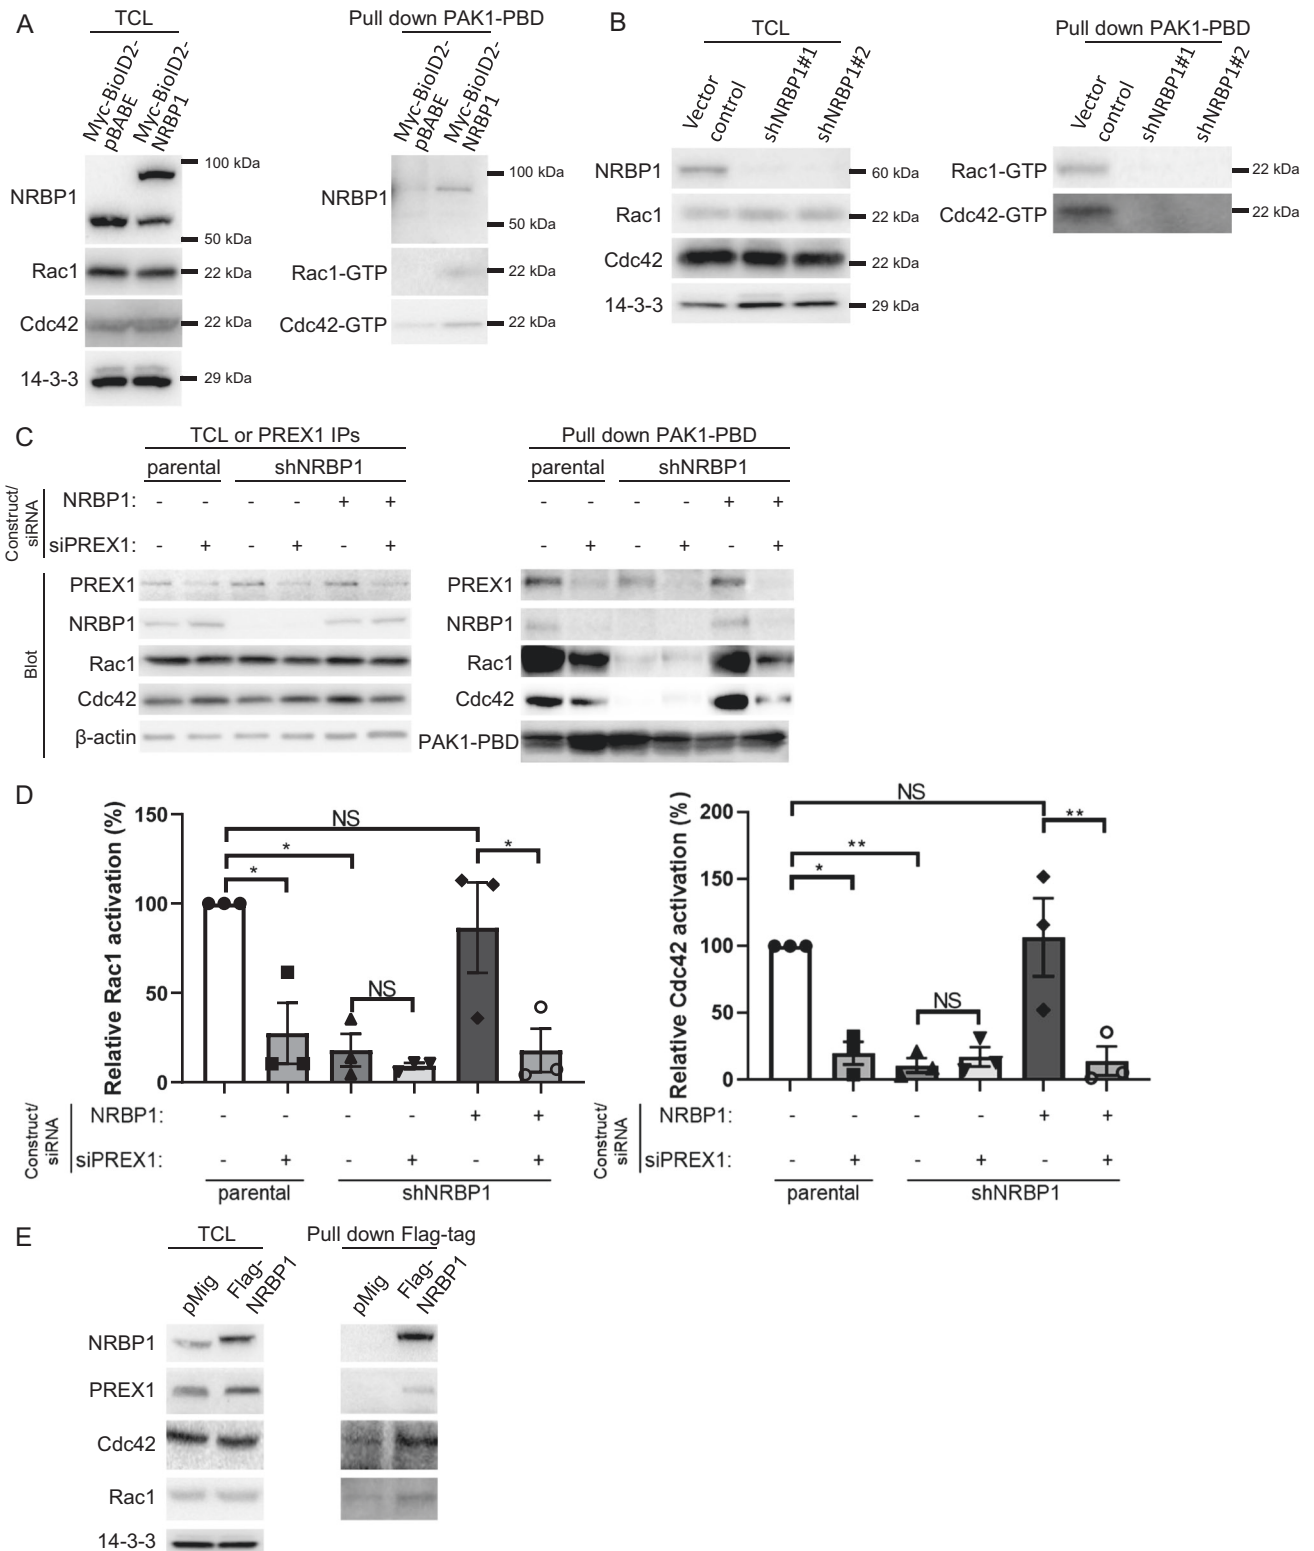 A
TCL
Pull down PAK1-PBD
Myc-BioID2-
pBABE
Myc-BioID2-
NRBP1
Myc-BioID2-
pBABE
Myc-BioID2-
NRBP1
NRBP1
100 kDa
50 kDa
Rac1
22 kDa
Cdc42
22 kDa
14-3-3
29 kDa
NRBP1
100 kDa
50 kDa
Rac1-GTP
22 kDa
Cdc42-GTP
22 kDa
B
TCL
Pull down PAK1-PBD
Vector
control
shNRBP1#1
shNRBP1#2
Vector
control
shNRBP1#1
shNRBP1#2
NRBP1
60 kDa
Rac1
22 kDa
Cdc42
22 kDa
14-3-3
29 kDa
Rac1-GTP
22 kDa
Cdc42-GTP
22 kDa
C
TCL or PREX1 IPs
Pull down PAK1-PBD
parental shNRBP1
parental shNRBP1
Construct/
siRNA
NRBP1: - - - - + +
- - - - + +
siPREX1: - + - + - +
- + - + - +
Blot
PREX1
NRBP1
Rac1
Cdc42
β-actin
PREX1
NRBP1
Rac1
Cdc42
PAK1-PBD
D
Relative Rac1 activation (%)
150
100
50
0
NS
*
*
*
NS
Construct/
siRNA
NRBP1: - - - - + +
siPREX1: - + - + - +
parental shNRBP1
Relative Cdc42 activation (%)
200
150
100
50
0
NS
**
**
*
NS
Construct/
siRNA
NRBP1: - - - - + +
siPREX1: - + - + - +
parental shNRBP1
E
TCL
Pull down Flag-tag
pMig
Flag-
NRBP1
pMig
Flag-
NRBP1
NRBP1
PREX1
Cdc42
Rac1
14-3-3